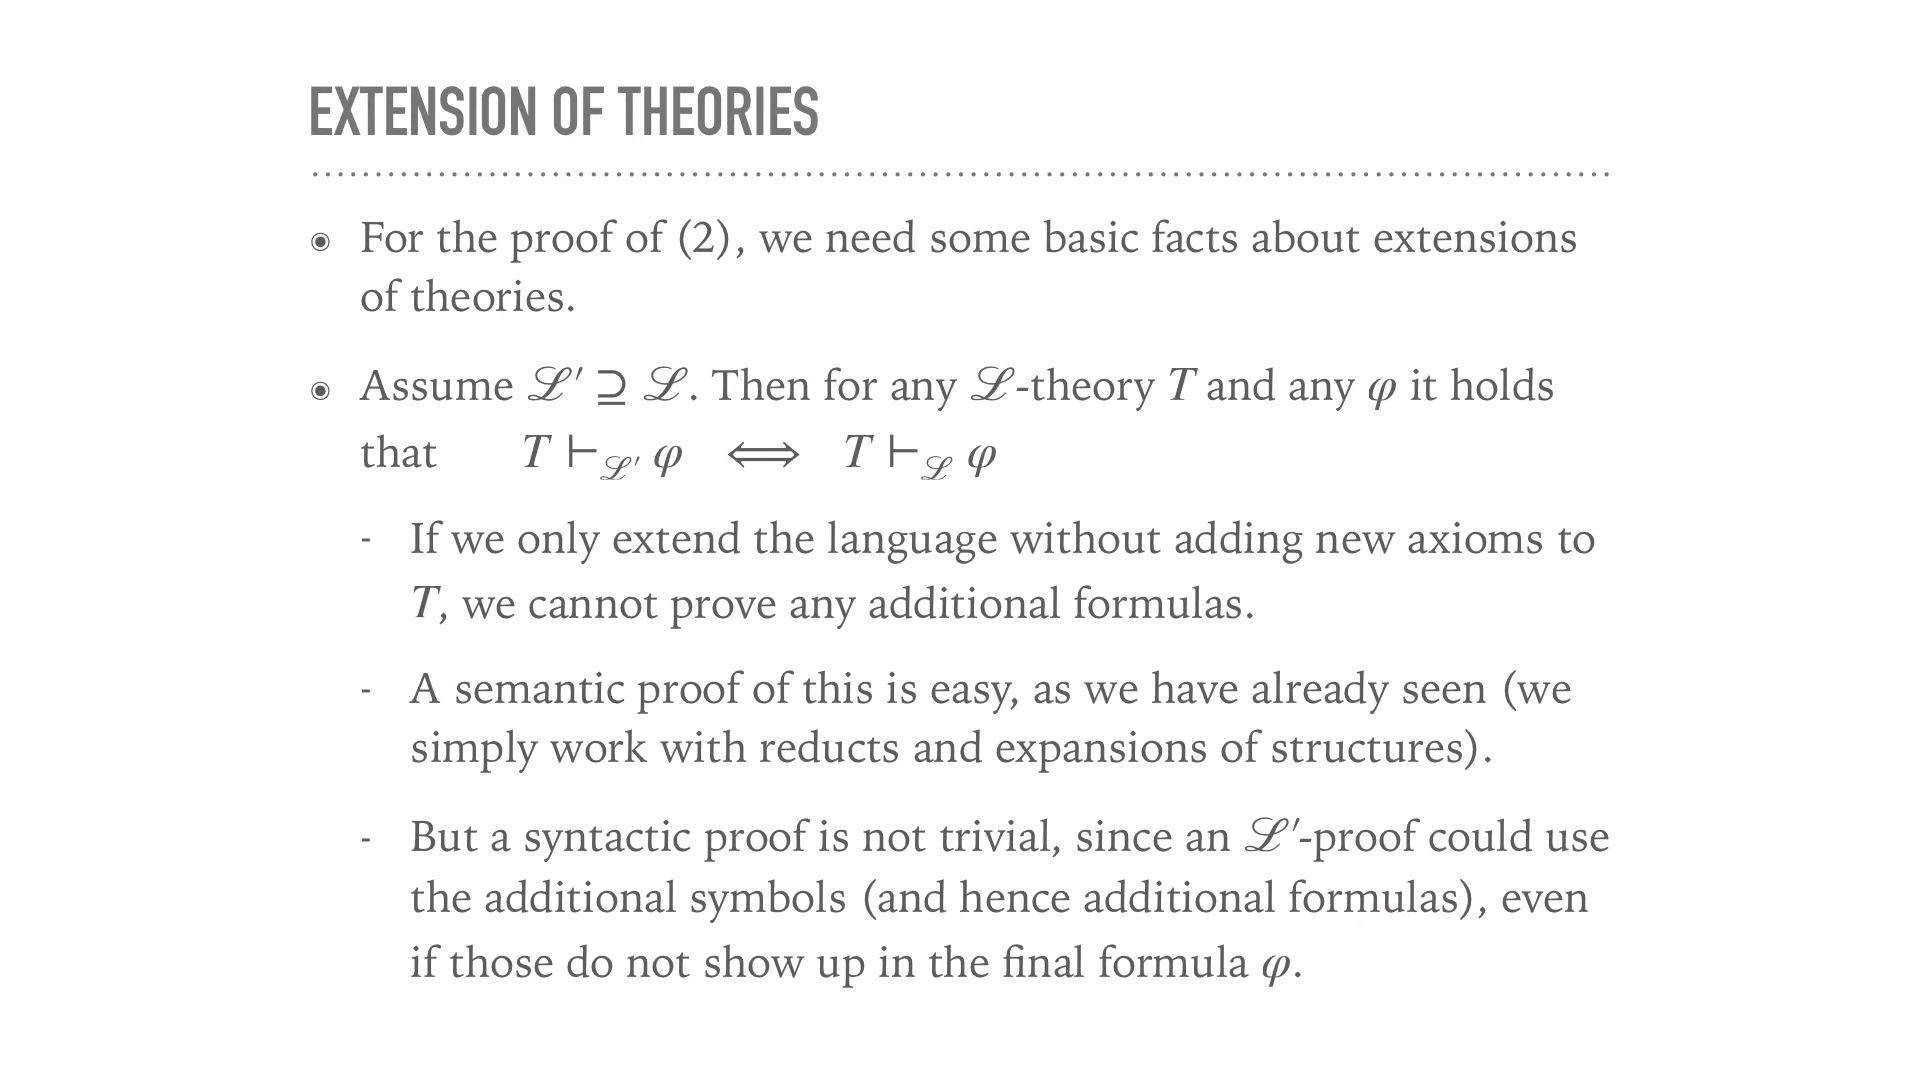 EXTENSION OF THEORIES
◉ For the proof of (2), we need some basic facts about extensions
of theories.
◉ Assume ℒ′ ⊇ ℒ. Then for any ℒ-theory T and any φ it holds
that T ⊢_ℒ′ φ ⟺ T ⊢_ℒ φ
- If we only extend the language without adding new axioms to
T, we cannot prove any additional formulas.
- A semantic proof of this is easy, as we have already seen (we
simply work with reducts and expansions of structures).
- But a syntactic proof is not trivial, since an ℒ′-proof could use
the additional symbols (and hence additional formulas), even
if those do not show up in the final formula φ.